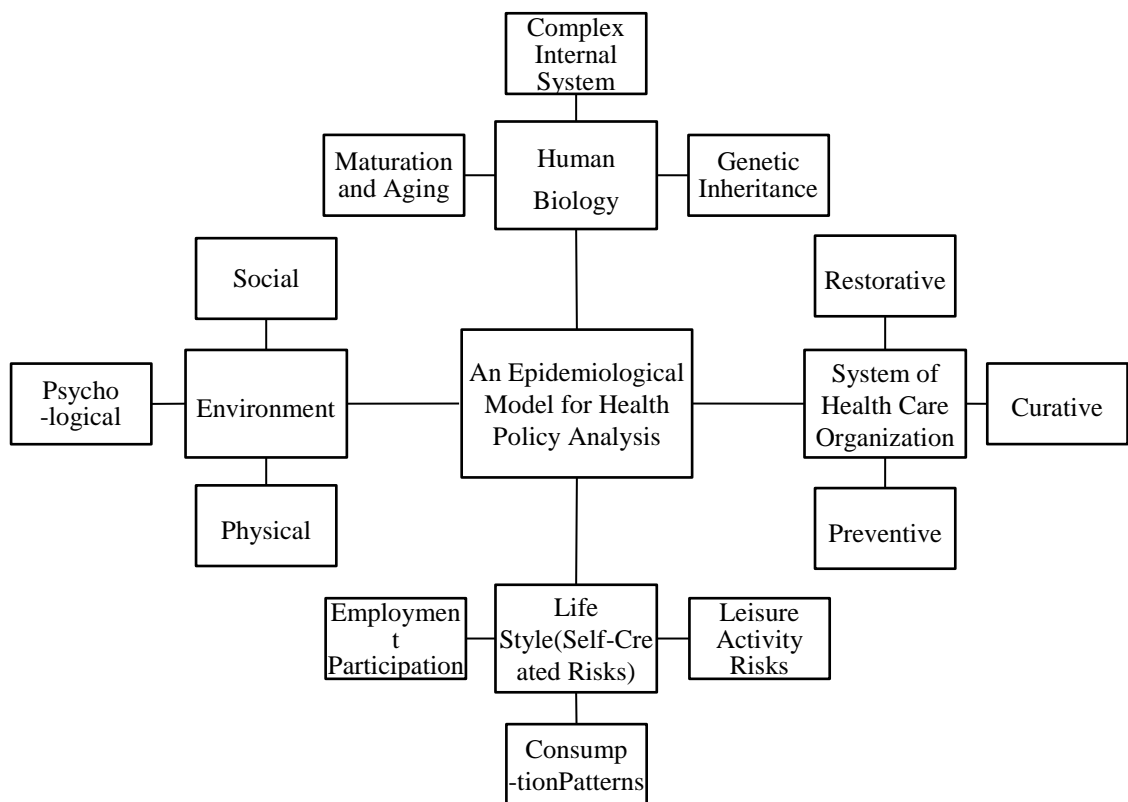 Complex
Internal
System
Maturation
and Aging
Human
Biology
Genetic
Inheritance
Social
Restorative
Psycho
-logical
Environment
An Epidemiological
Model for Health
Policy Analysis
System of
Health Care
Organization
Curative
Physical
Preventive
Employmen
t
Participation
Life
Style(Self-Cre
ated Risks)
Leisure
Activity
Risks
Consump
-tionPatterns